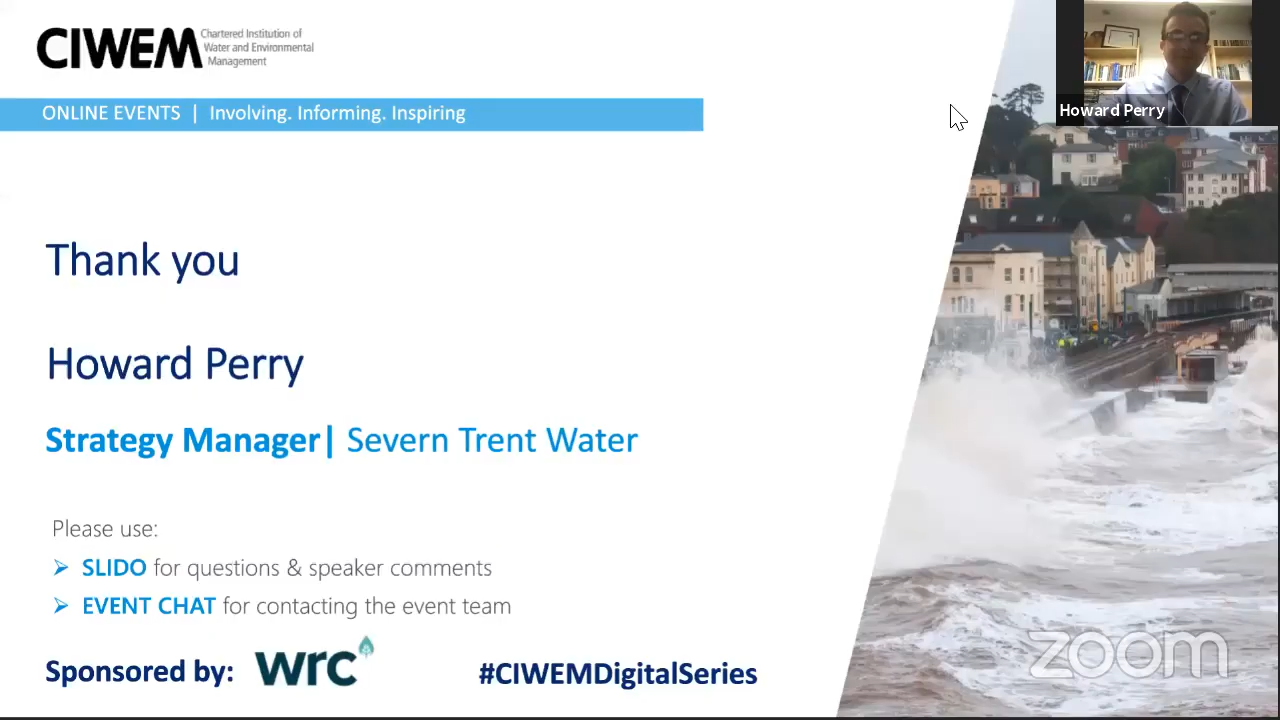 CIWEM
Chartered Institution of
Water and Environmental
Management
ONLINE EVENTS | Involving. Informing. Inspiring
Howard Perry
Thank you
Howard Perry
Strategy Manager| Severn Trent Water
Please use:
SLIDO for questions & speaker comments
EVENT CHAT for contacting the event team
Sponsored by: wrc #CIWEMDigitalSeries
zoom